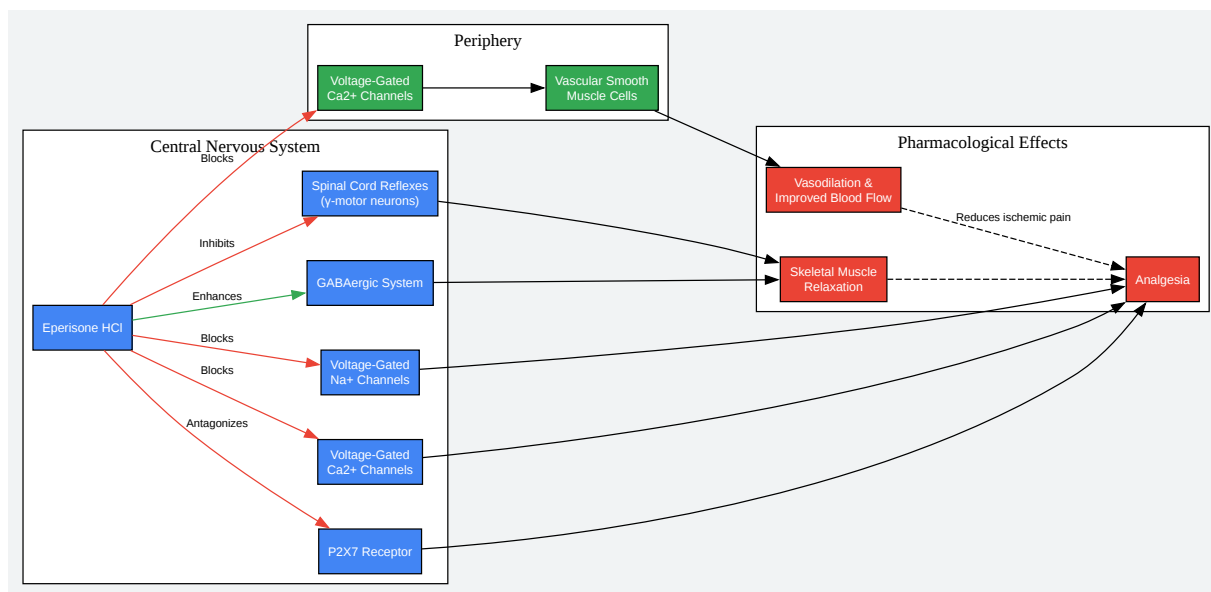 Periphery
Voltage-Gated
Ca2+ Channels
Vascular Smooth
Muscle Cells
Central Nervous System
Blocks
Spinal Cord Reflexes
(γ-motor neurons)
Inhibits
GABAergic System
Enhances
Eperisone HCl
Blocks
Voltage-Gated
Na+ Channels
Blocks
Voltage-Gated
Ca2+ Channels
Antagonizes
P2X7 Receptor
Pharmacological Effects
Vasodilation &
Improved Blood Flow
Reduces ischemic pain
Skeletal Muscle
Relaxation
Analgesia